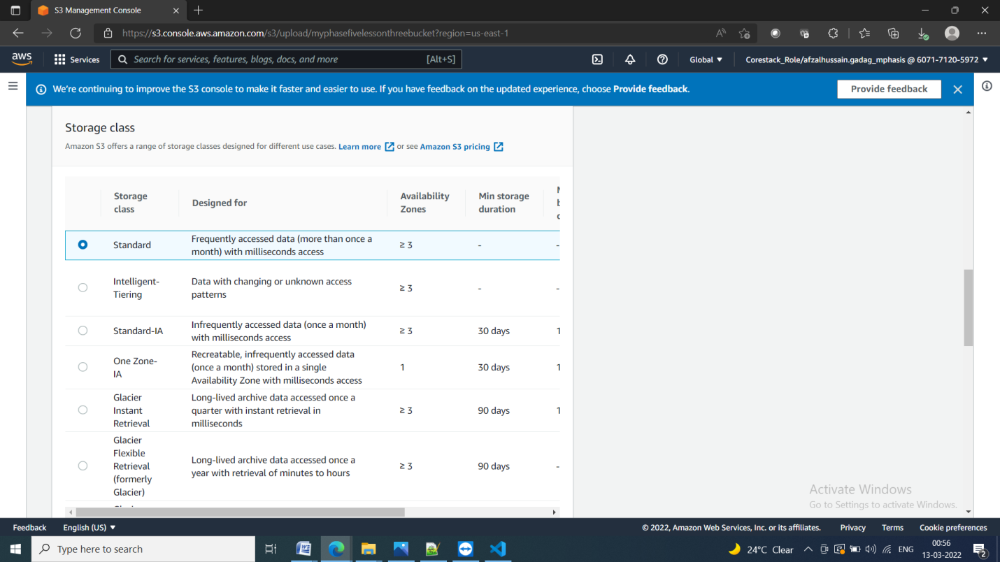 S3 Management Console
https://s3.console.aws.amazon.com/s3/upload/myphasefivelessonthreebucket?region=us-east-1
aws
Services
Search for services, features, blogs, docs, and more
[Alt+S]
Global
Corestack_Role/afzalhussain.gadag_mphasis @ 6071-7120-5972
We're continuing to improve the S3 console to make it faster and easier to use. If you have feedback on the updated experience, choose Provide feedback.
Provide feedback
Storage class
Amazon S3 offers a range of storage classes designed for different use cases. Learn more or see Amazon S3 pricing
Storage
class
Designed for
Availability
Zones
Min storage
duration
Standard
Frequently accessed data (more than once a
month) with milliseconds access
≥ 3
-
-
Intelligent-
Tiering
Data with changing or unknown access
patterns
≥ 3
-
-
Standard-IA
Infrequently accessed data (once a month)
with milliseconds access
≥ 3
30 days
1
One Zone-
IA
Recreatable, infrequently accessed data
(once a month) stored in a single
Availability Zone with milliseconds access
1
30 days
1
Glacier
Instant
Retrieval
Long-lived archive data accessed once a
quarter with instant retrieval in
milliseconds
≥ 3
90 days
1
Glacier
Flexible
Retrieval
(formerly
Glacier)
Long-lived archive data accessed once a
year with retrieval of minutes to hours
≥ 3
90 days
-
Activate Windows
Go to Settings to activate Windows.
Feedback
English (US)
© 2022, Amazon Web Services, Inc. or its affiliates.
Privacy
Terms
Cookie preferences
Type here to search
24°C Clear
ENG
00:56
13-03-2022
2